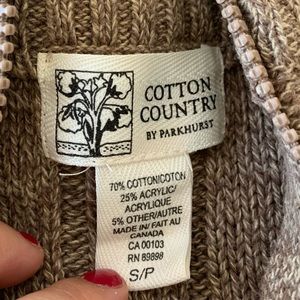 COTTON
COUNTRY
BY PARKHURST
70% COTTON/COTON
25% ACRYLIC/
ACRYLIQUE
5% OTHER/AUTRE
MADE IN/ FAIT AU
CANADA
CA 00103
RN 89898
S/P